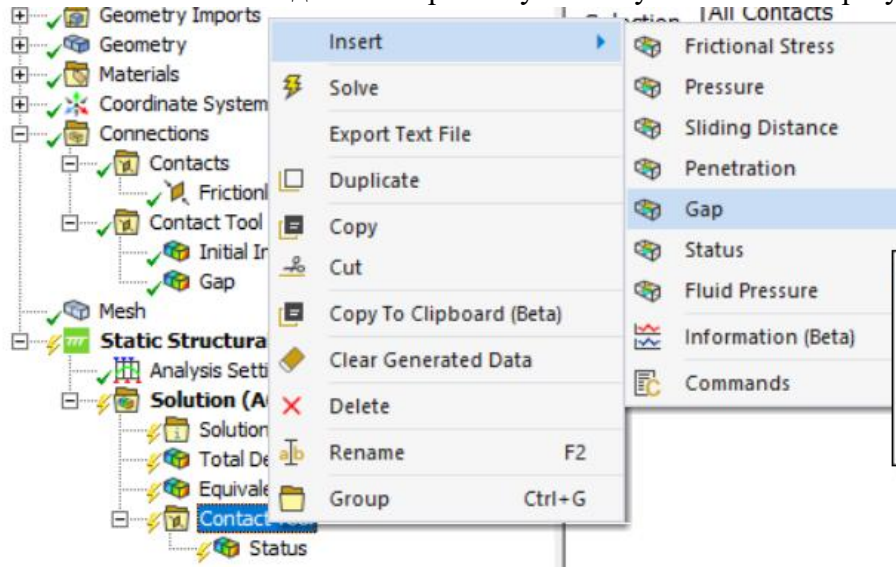 Geometry Imports
Geometry
Materials
Coordinate System
Connections
Contacts
Contact Tool
Gap
Mesh
Static Structura
Analysis Setti
Solution (A
Solution
Total De
Equivale
Contact
Status
Insert
Solve
Export Text File
Duplicate
Copy
Cut
Copy To Clipboard (Beta)
Clear Generated Data
Delete
Rename F2
Group Ctrl+G
All Contacts
Frictional Stress
Pressure
Sliding Distance
Penetration
Gap
Status
Fluid Pressure
Information (Beta)
Commands